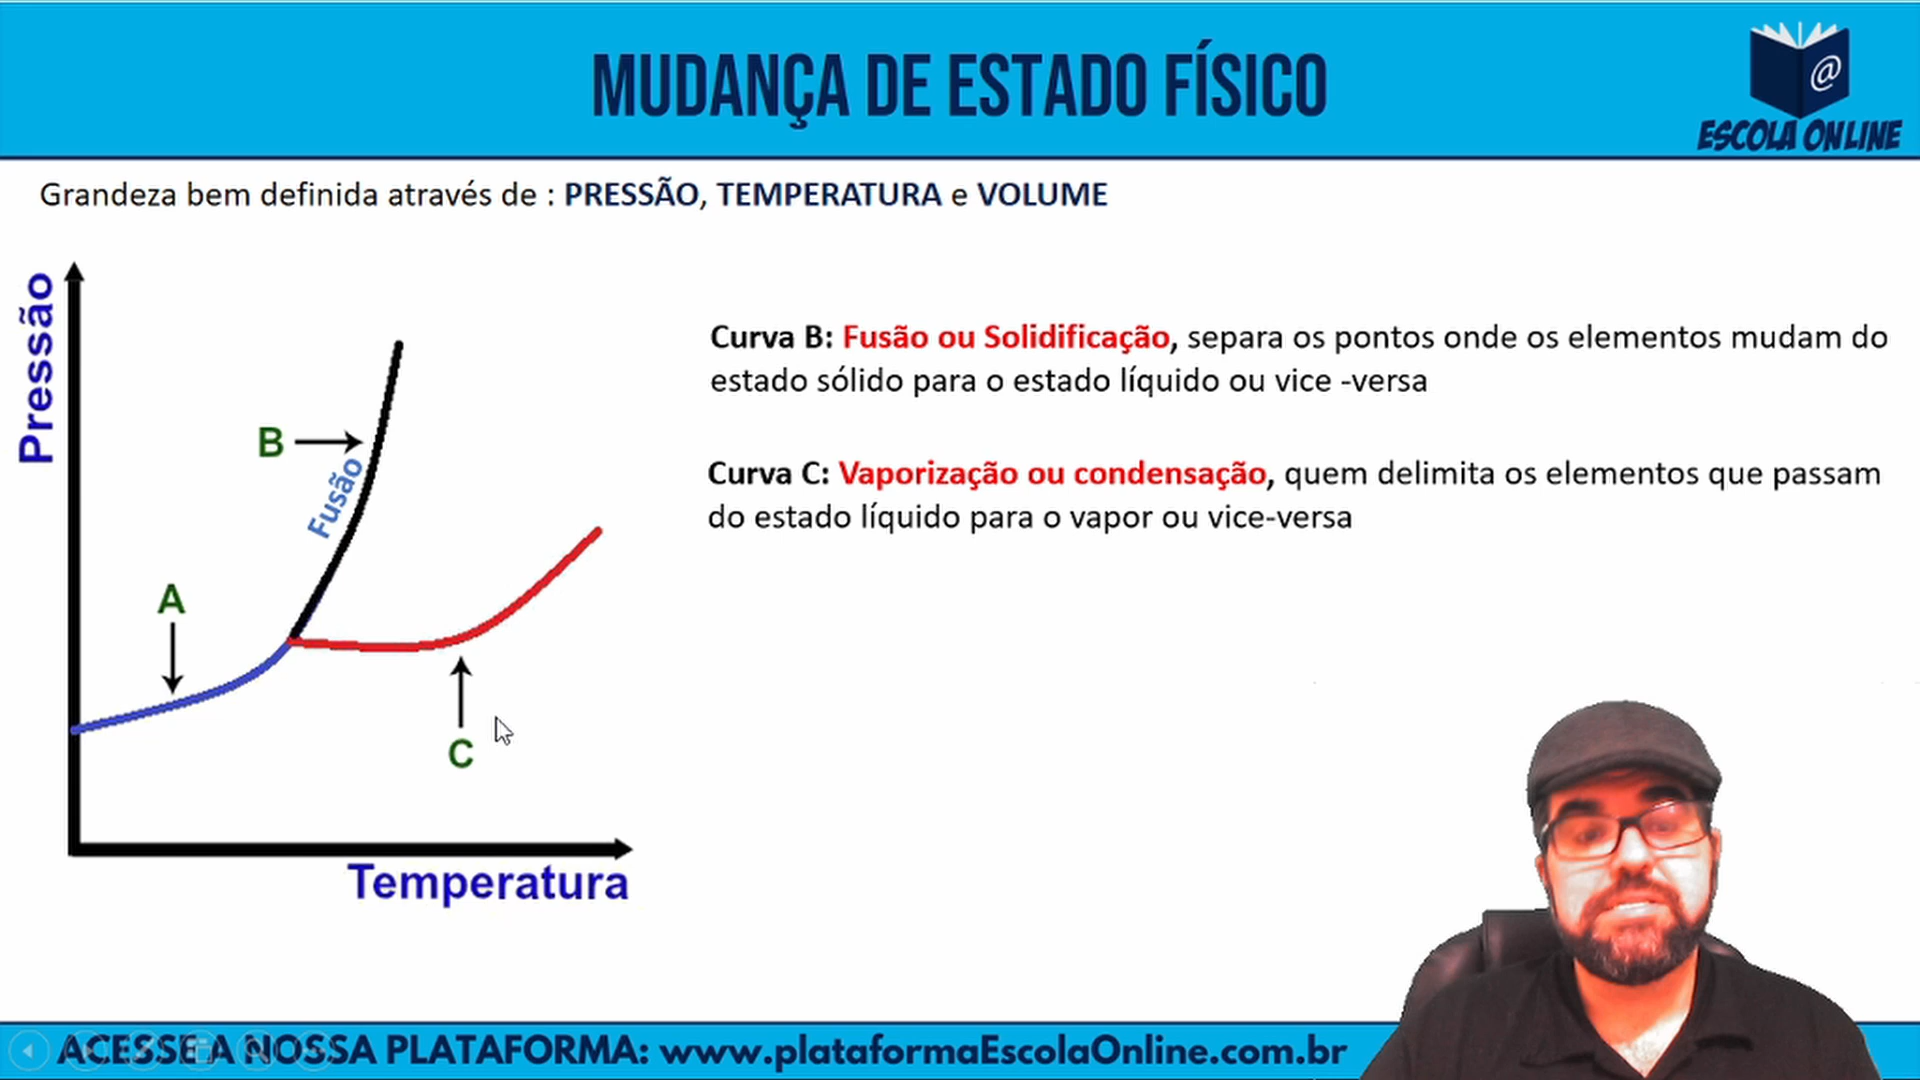 MUDANÇA DE ESTADO FÍSICO
@
ESCOLA ONLINE
Grandeza bem definida através de : PRESSÃO, TEMPERATURA e VOLUME
Pressão
B
Fusão
A
C
Temperatura
Curva B: Fusão ou Solidificação, separa os pontos onde os elementos mudam do
estado sólido para o estado líquido ou vice -versa
Curva C: Vaporização ou condensação, quem delimita os elementos que passam
do estado líquido para o vapor ou vice-versa
ACESSE A NOSSA PLATAFORMA: www.plataformaEscolaOnline.com.br